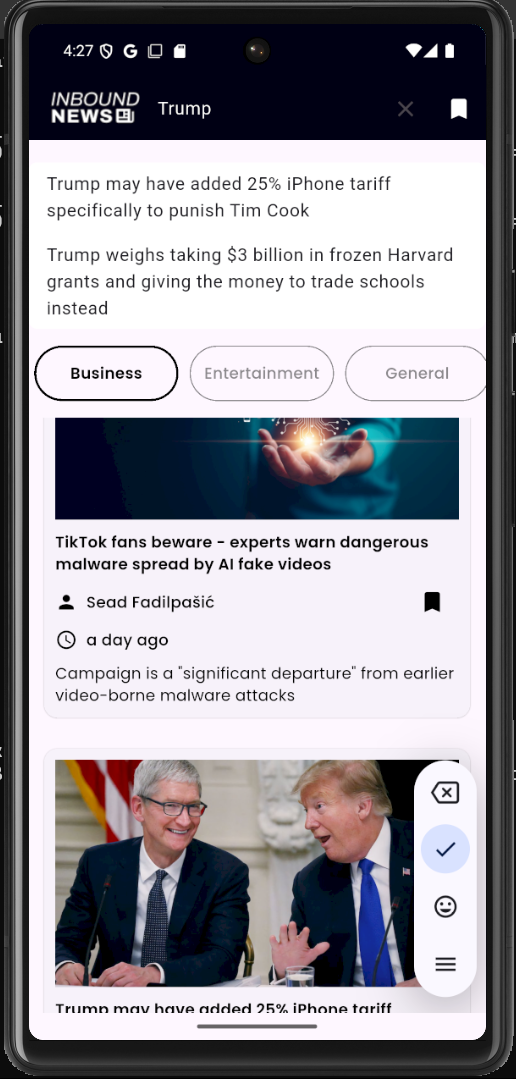 4:27
INBOUND
NEWS
Trump
Trump may have added 25% iPhone tariff
specifically to punish Tim Cook
Trump weighs taking $3 billion in frozen Harvard
grants and giving the money to trade schools
instead
Business
Entertainment
General
TikTok fans beware - experts warn dangerous
malware spread by AI fake videos
Sead Fadilpašić
a day ago
Campaign is a "significant departure" from earlier
video-borne malware attacks
Trump may have added 25% iPhone tariff